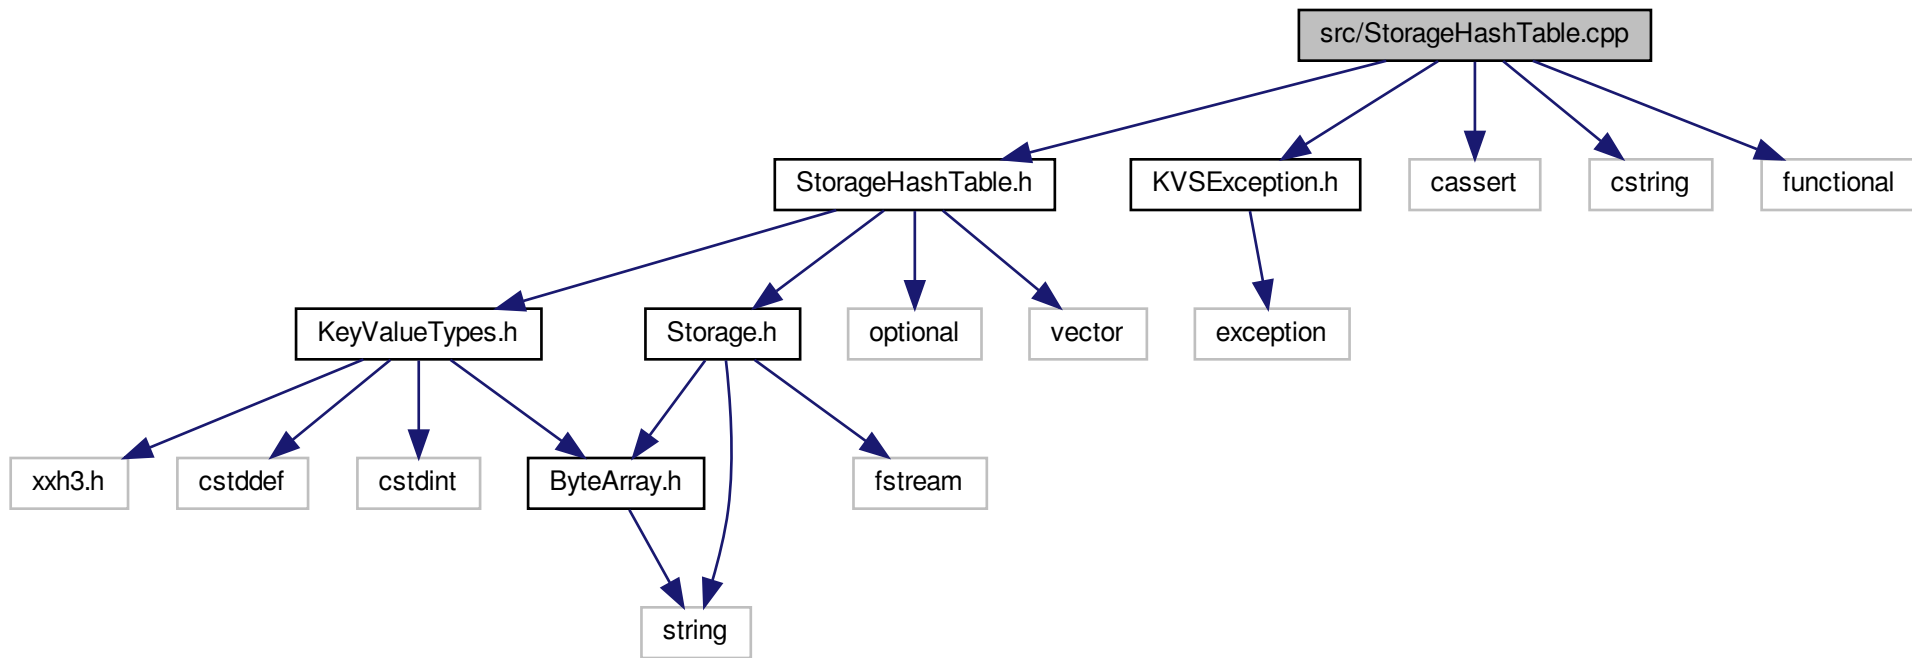 src/StorageHashTable.cpp
StorageHashTable.h
KVSException.h
cassert
cstring
functional
KeyValueTypes.h
Storage.h
optional
vector
exception
xxh3.h
cstddef
cstdint
ByteArray.h
fstream
string